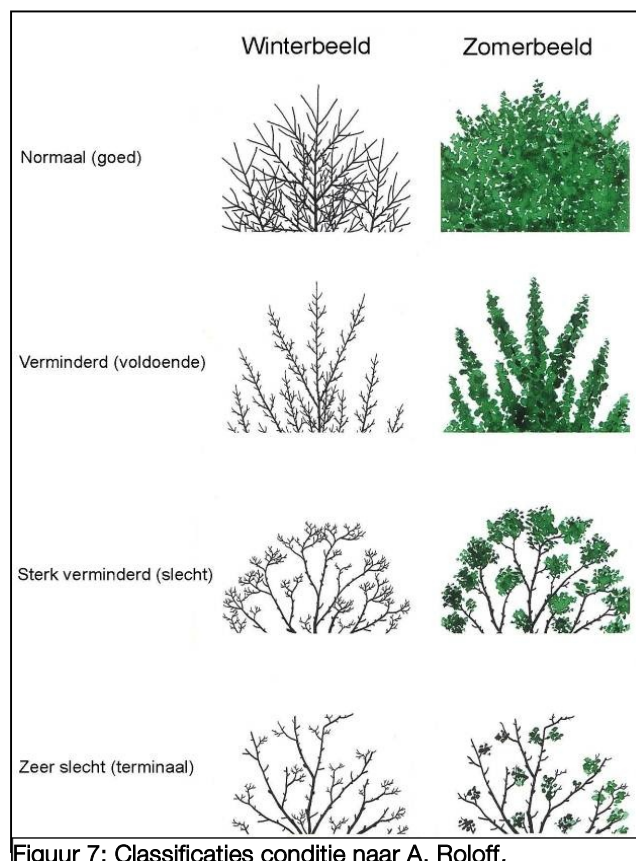 Winterbeeld Zomerbeeld
Normaal (goed)
Verminderd (voldoende)
Sterk verminderd (slecht)
Zeer slecht (terminaal)
Figuur 7: Classificaties conditie naar A. Roloff.